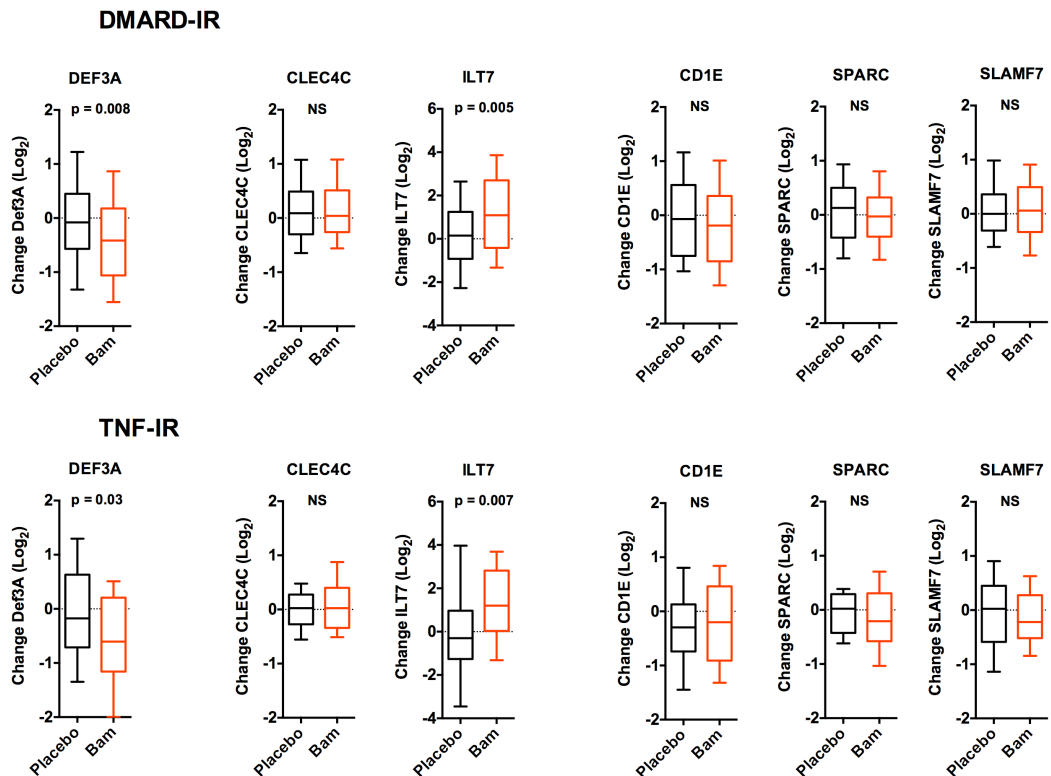 DMARD-IR
DEF3A
p = 0.008
Change Def3A (Log2)
2
1
0
-1
-2
Placebo
Bam
CLEC4C
NS
Change CLEC4C (Log2)
2
1
0
-1
-2
Placebo
Bam
ILT7
p = 0.005
Change ILT7 (Log2)
6
4
2
0
-2
-4
Placebo
Bam
CD1E
NS
Change CD1E (Log2)
2
1
0
-1
-2
Placebo
Bam
SPARC
NS
Change SPARC (Log2)
2
1
0
-1
-2
Placebo
Bam
SLAMF7
NS
Change SLAMF7 (Log2)
2
1
0
-1
-2
Placebo
Bam
TNF-IR
DEF3A
p = 0.03
Change Def3A (Log2)
2
1
0
-1
-2
Placebo
Bam
CLEC4C
NS
Change CLEC4C (Log2)
2
1
0
-1
-2
Placebo
Bam
ILT7
p = 0.007
Change ILT7 (Log2)
6
4
2
0
-2
-4
Placebo
Bam
CD1E
NS
Change CD1E (Log2)
2
1
0
-1
-2
Placebo
Bam
SPARC
NS
Change SPARC (Log2)
2
1
0
-1
-2
Placebo
Bam
SLAMF7
NS
Change SLAMF7 (Log2)
2
1
0
-1
-2
Placebo
Bam